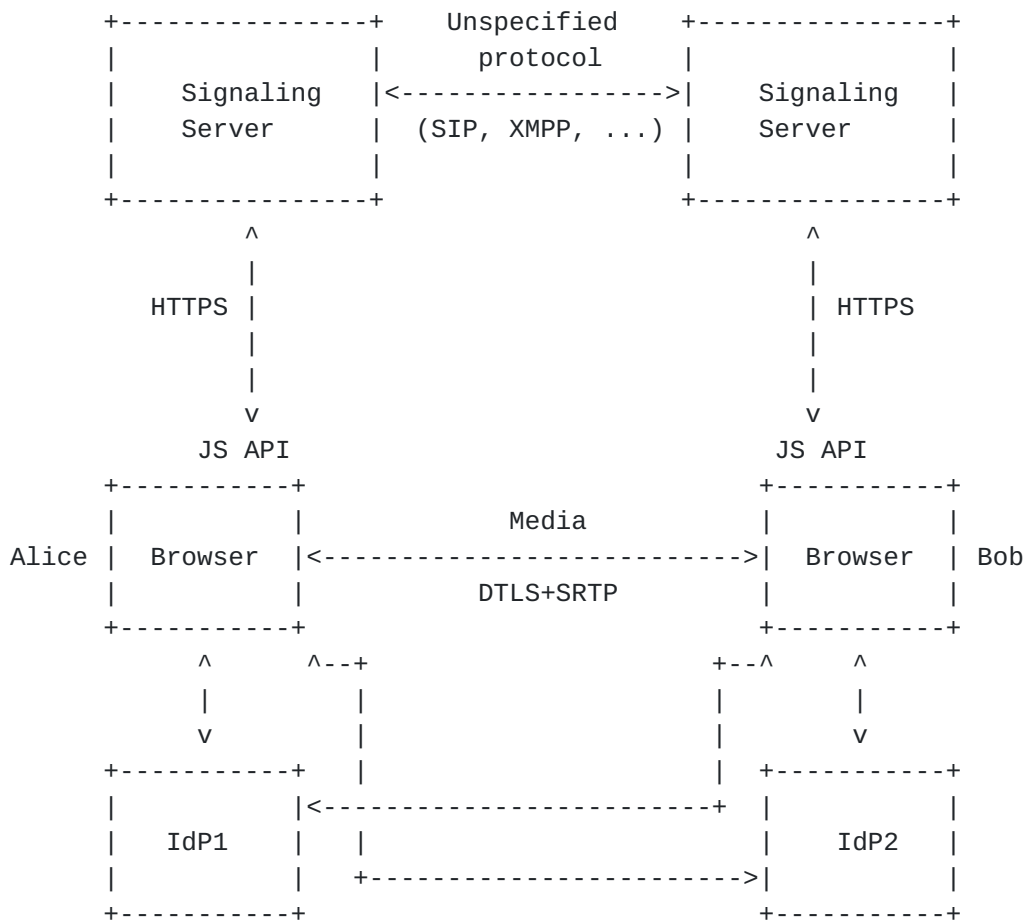 Unspecified
protocol
Signaling Signaling
Server (SIP, XMPP, ...) Server
HTTPS HTTPS
JS API JS API
Media
Alice Browser Browser Bob
DTLS+SRTP
IdP1 IdP2